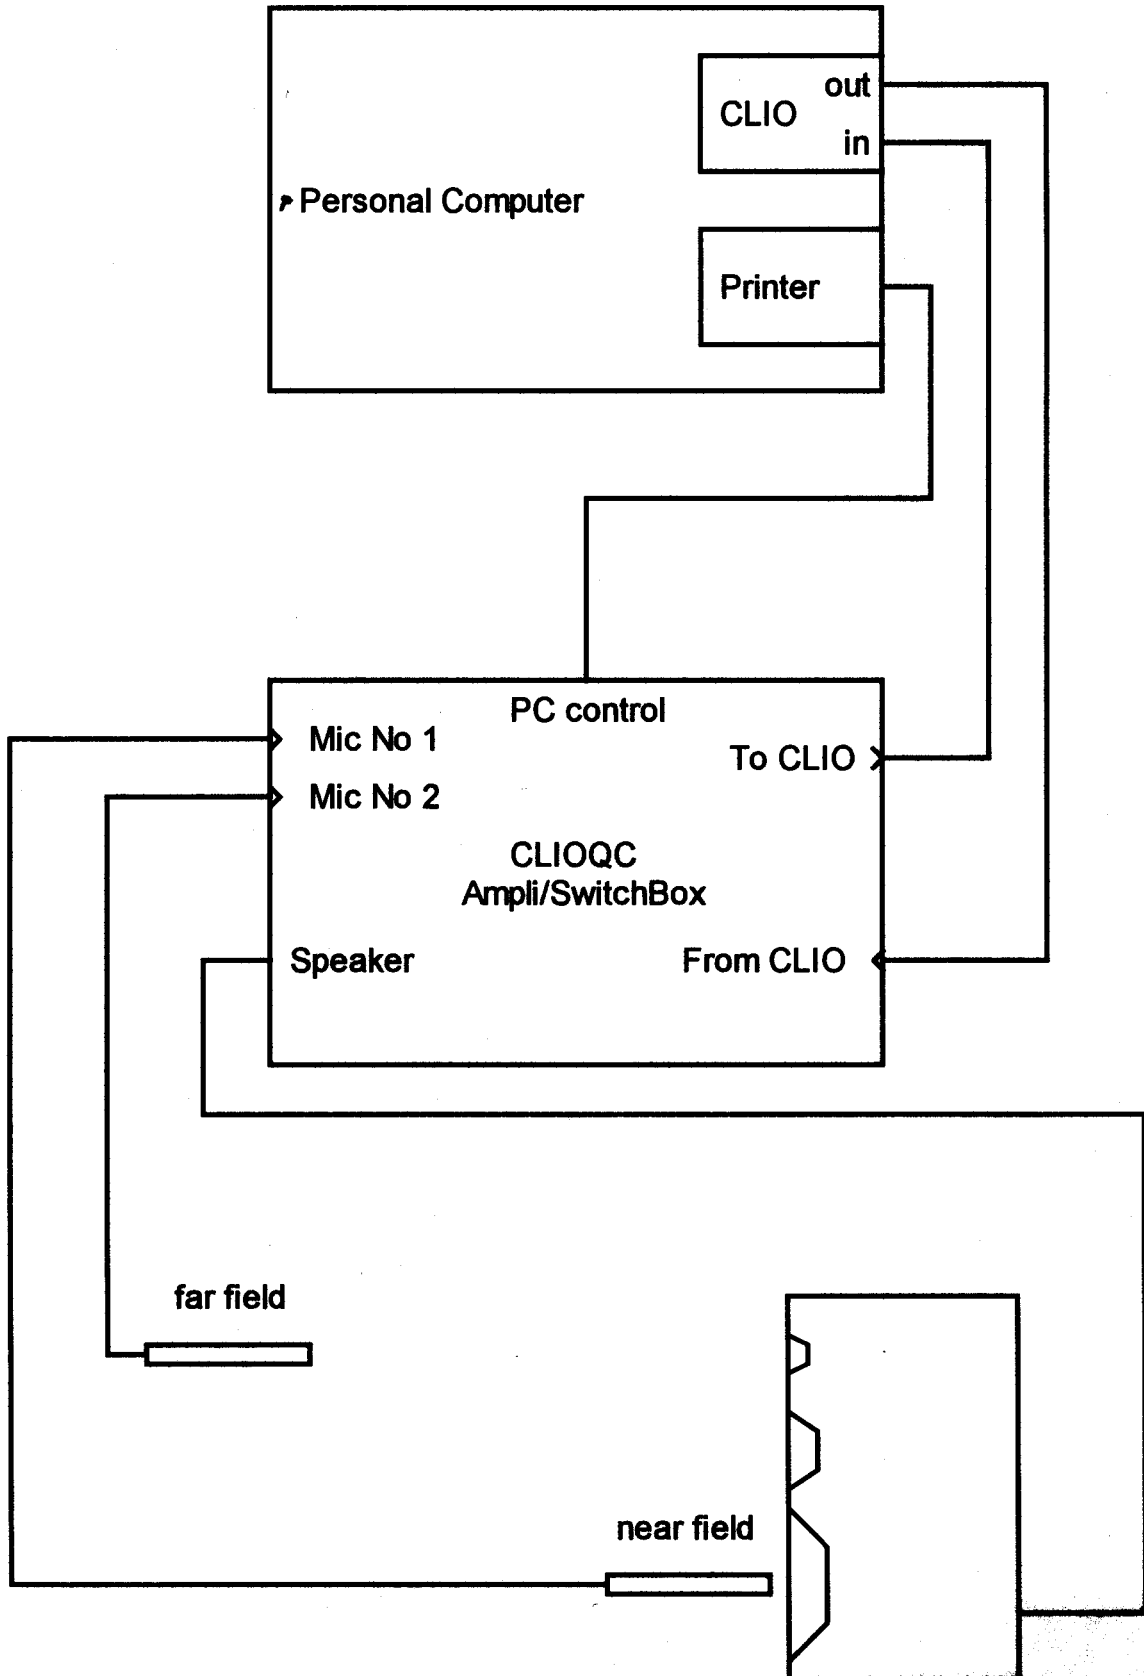 out
CLIO
in
Personal Computer
Printer
PC control
Mic No 1
To CLIO
Mic No 2
CLIOQC
Ampli/SwitchBox
Speaker
From CLIO
far field
near field